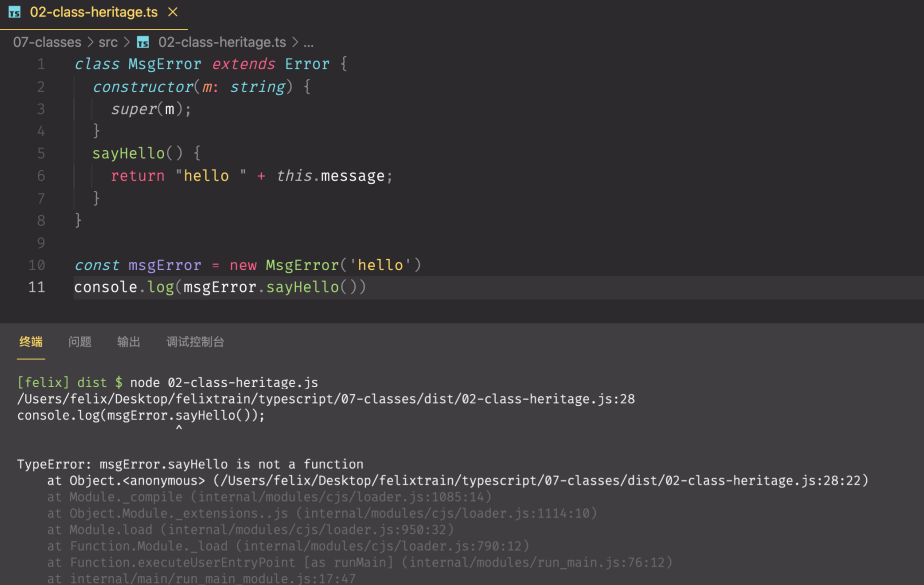 TS 02-class-heritage.ts ×
07-classes > src > TS 02-class-heritage.ts > ...
1 class MsgError extends Error {
2   constructor(m: string) {
3     super(m);
4   }
5   sayHello() {
6     return "hello " + this.message;
7   }
8 }
9
10 const msgError = new MsgError('hello')
11 console.log(msgError.sayHello())
终端 问题 输出 调试控制台
[felix] dist $ node 02-class-heritage.js
/Users/felix/Desktop/felixtrain/typescript/07-classes/dist/02-class-heritage.js:28
console.log(msgError.sayHello());
^
TypeError: msgError.sayHello is not a function
    at Object.<anonymous> (/Users/felix/Desktop/felixtrain/typescript/07-classes/dist/02-class-heritage.js:28:22)
    at Module._compile (internal/modules/cjs/loader.js:1085:14)
    at Object.Module._extensions..js (internal/modules/cjs/loader.js:1114:10)
    at Module.load (internal/modules/cjs/loader.js:950:32)
    at Function.Module._load (internal/modules/cjs/loader.js:790:12)
    at Function.executeUserEntryPoint [as runMain] (internal/modules/run_main.js:76:12)
    at internal/main/run_main_module.js:17:47